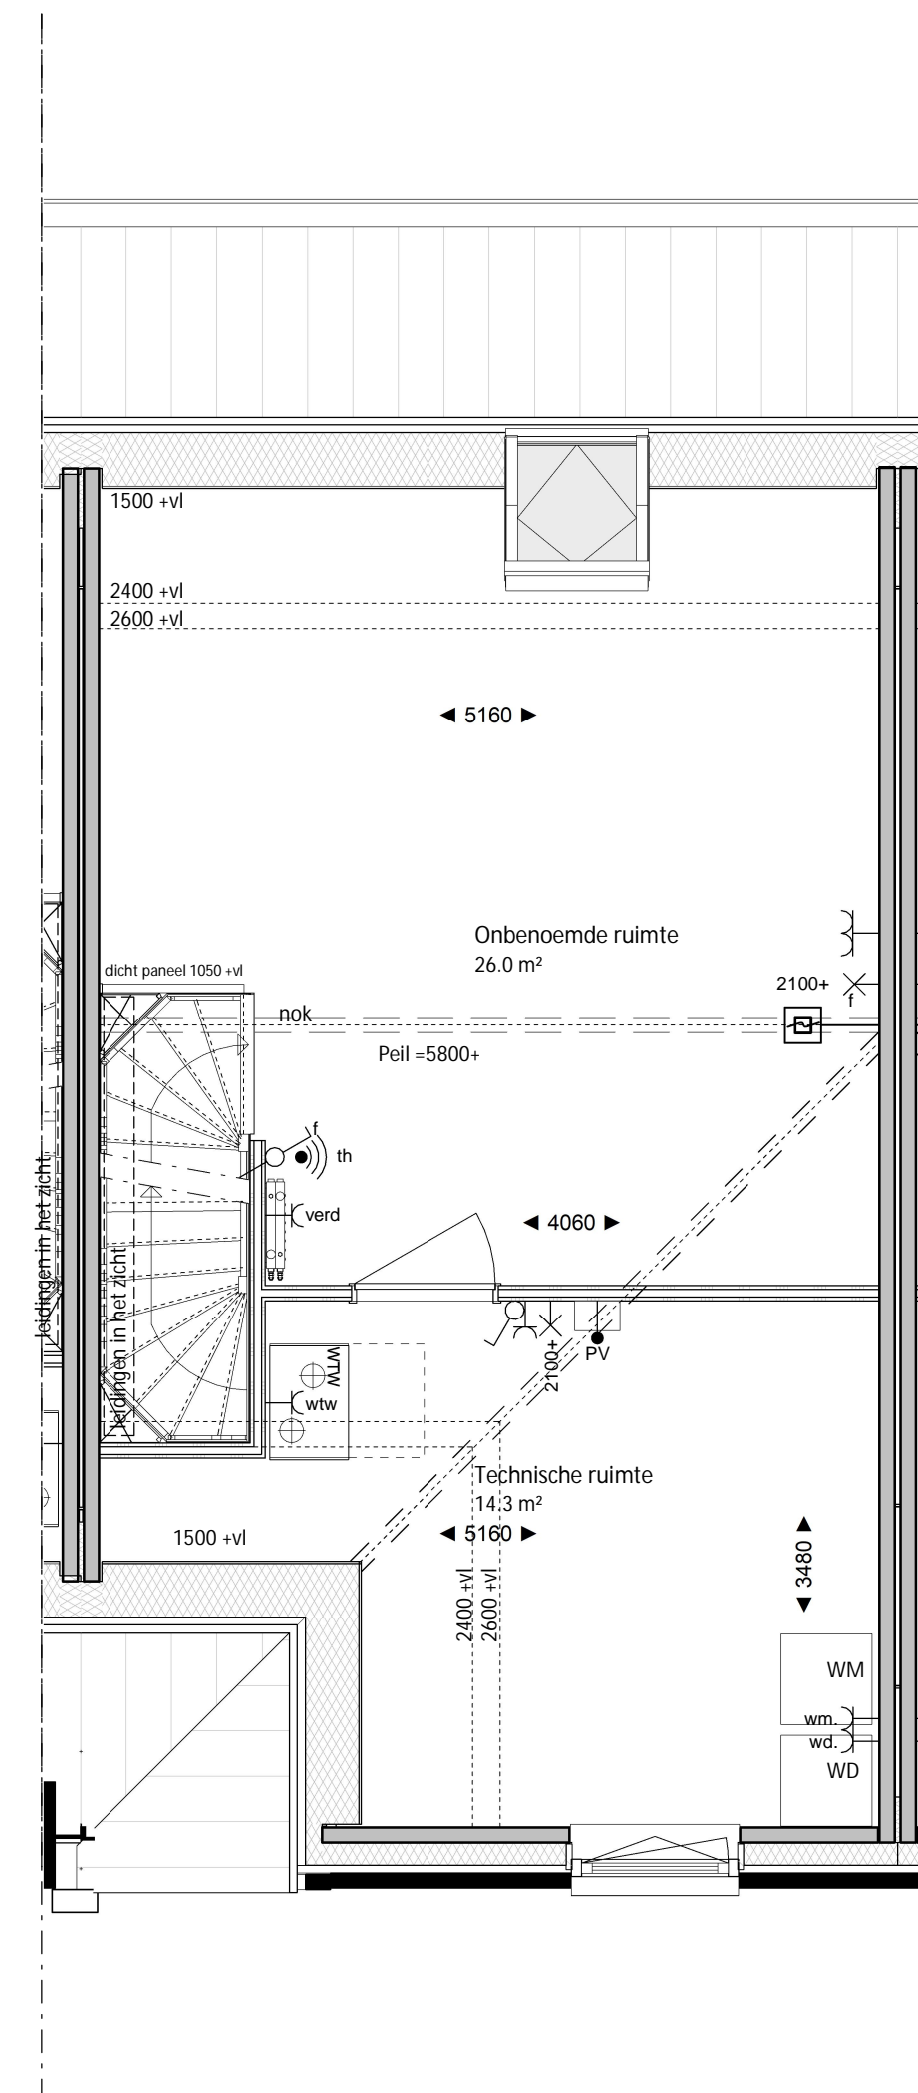 1500 +vl
2400 +vl
2600 +vl
◄ 5160 ►
Onbenoemde ruimte
26.0 m²
dicht paneel 1050 +vl
2100+
f
nok
Peil =5800+
f
th
leidingen in het zicht
verd
◄ 4060 ►
leidingen in het zicht
WTW
wtw
2100+
PV
Technische ruimte
14.3 m²
◄ 5160 ►
1500 +vl
2400 +vl
2600 +vl
◄ 3480 ►
WM
wm.
wd.
WD